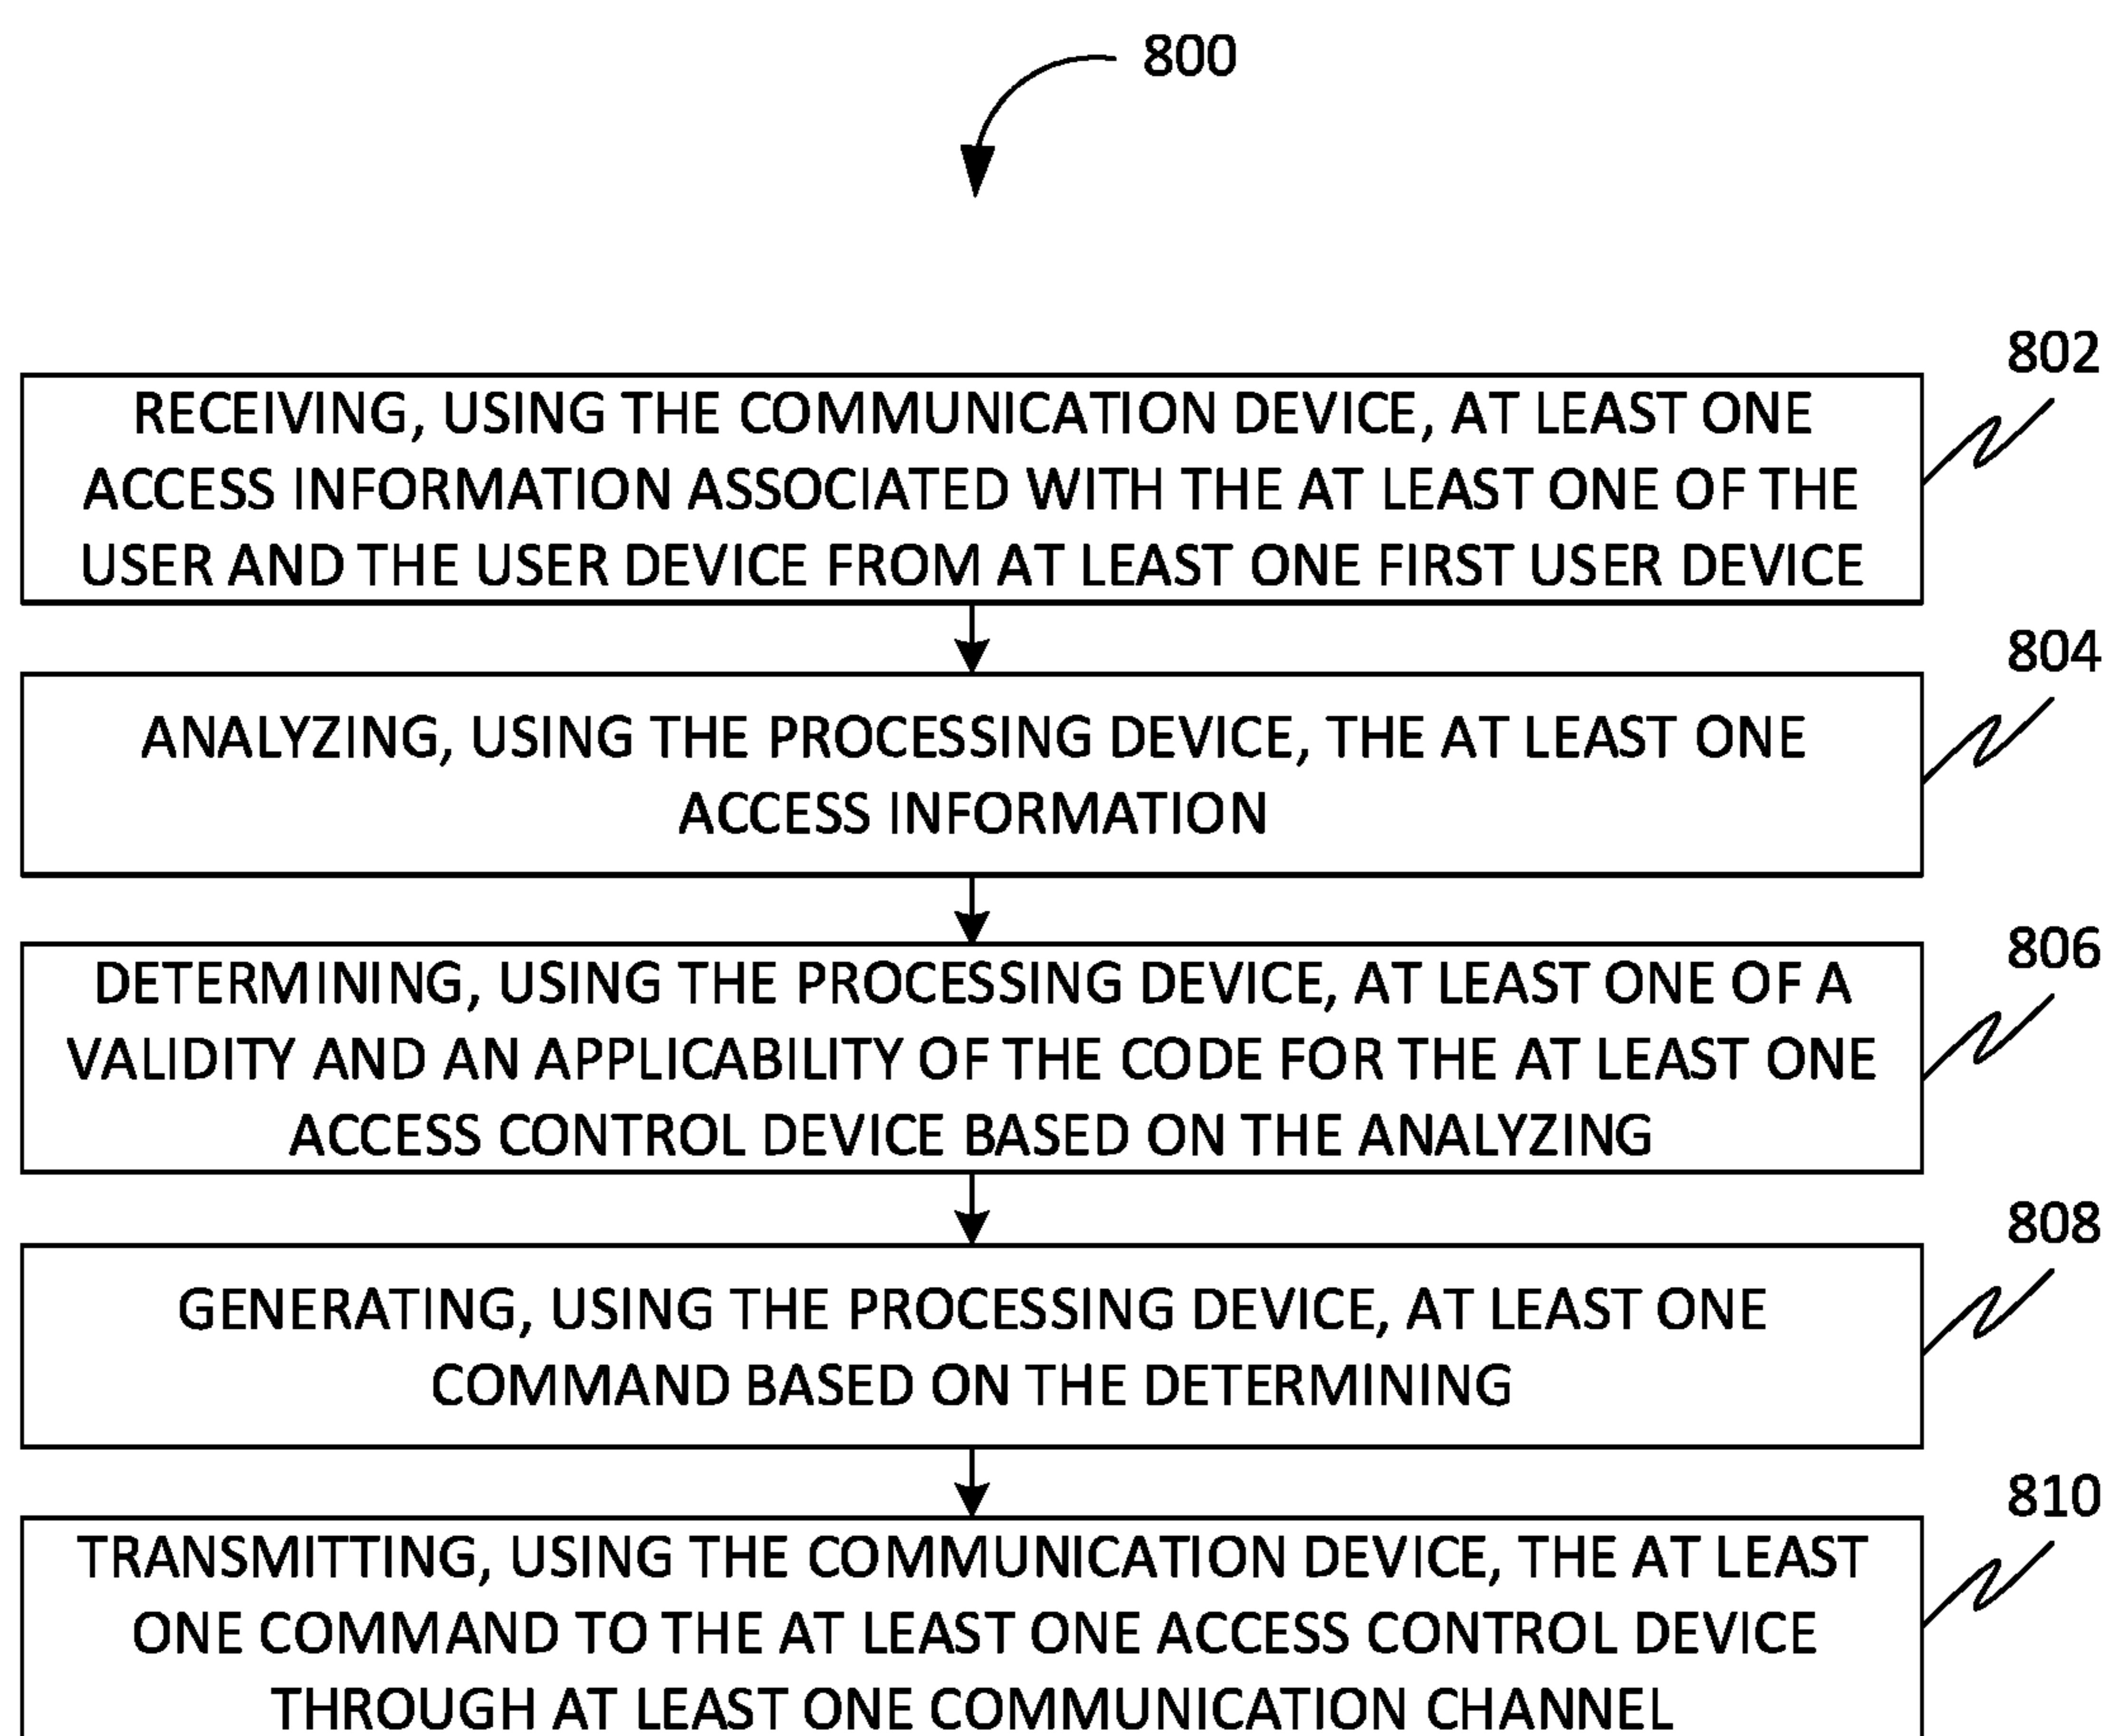 800
802
RECEIVING, USING THE COMMUNICATION DEVICE, AT LEAST ONE
ACCESS INFORMATION ASSOCIATED WITH THE AT LEAST ONE OF THE
USER AND THE USER DEVICE FROM AT LEAST ONE FIRST USER DEVICE
804
ANALYZING, USING THE PROCESSING DEVICE, THE AT LEAST ONE
ACCESS INFORMATION
806
DETERMINING, USING THE PROCESSING DEVICE, AT LEAST ONE OF A
VALIDITY AND AN APPLICABILITY OF THE CODE FOR THE AT LEAST ONE
ACCESS CONTROL DEVICE BASED ON THE ANALYZING
808
GENERATING, USING THE PROCESSING DEVICE, AT LEAST ONE
COMMAND BASED ON THE DETERMINING
810
TRANSMITTING, USING THE COMMUNICATION DEVICE, THE AT LEAST
ONE COMMAND TO THE AT LEAST ONE ACCESS CONTROL DEVICE
THROUGH AT LEAST ONE COMMUNICATION CHANNEL